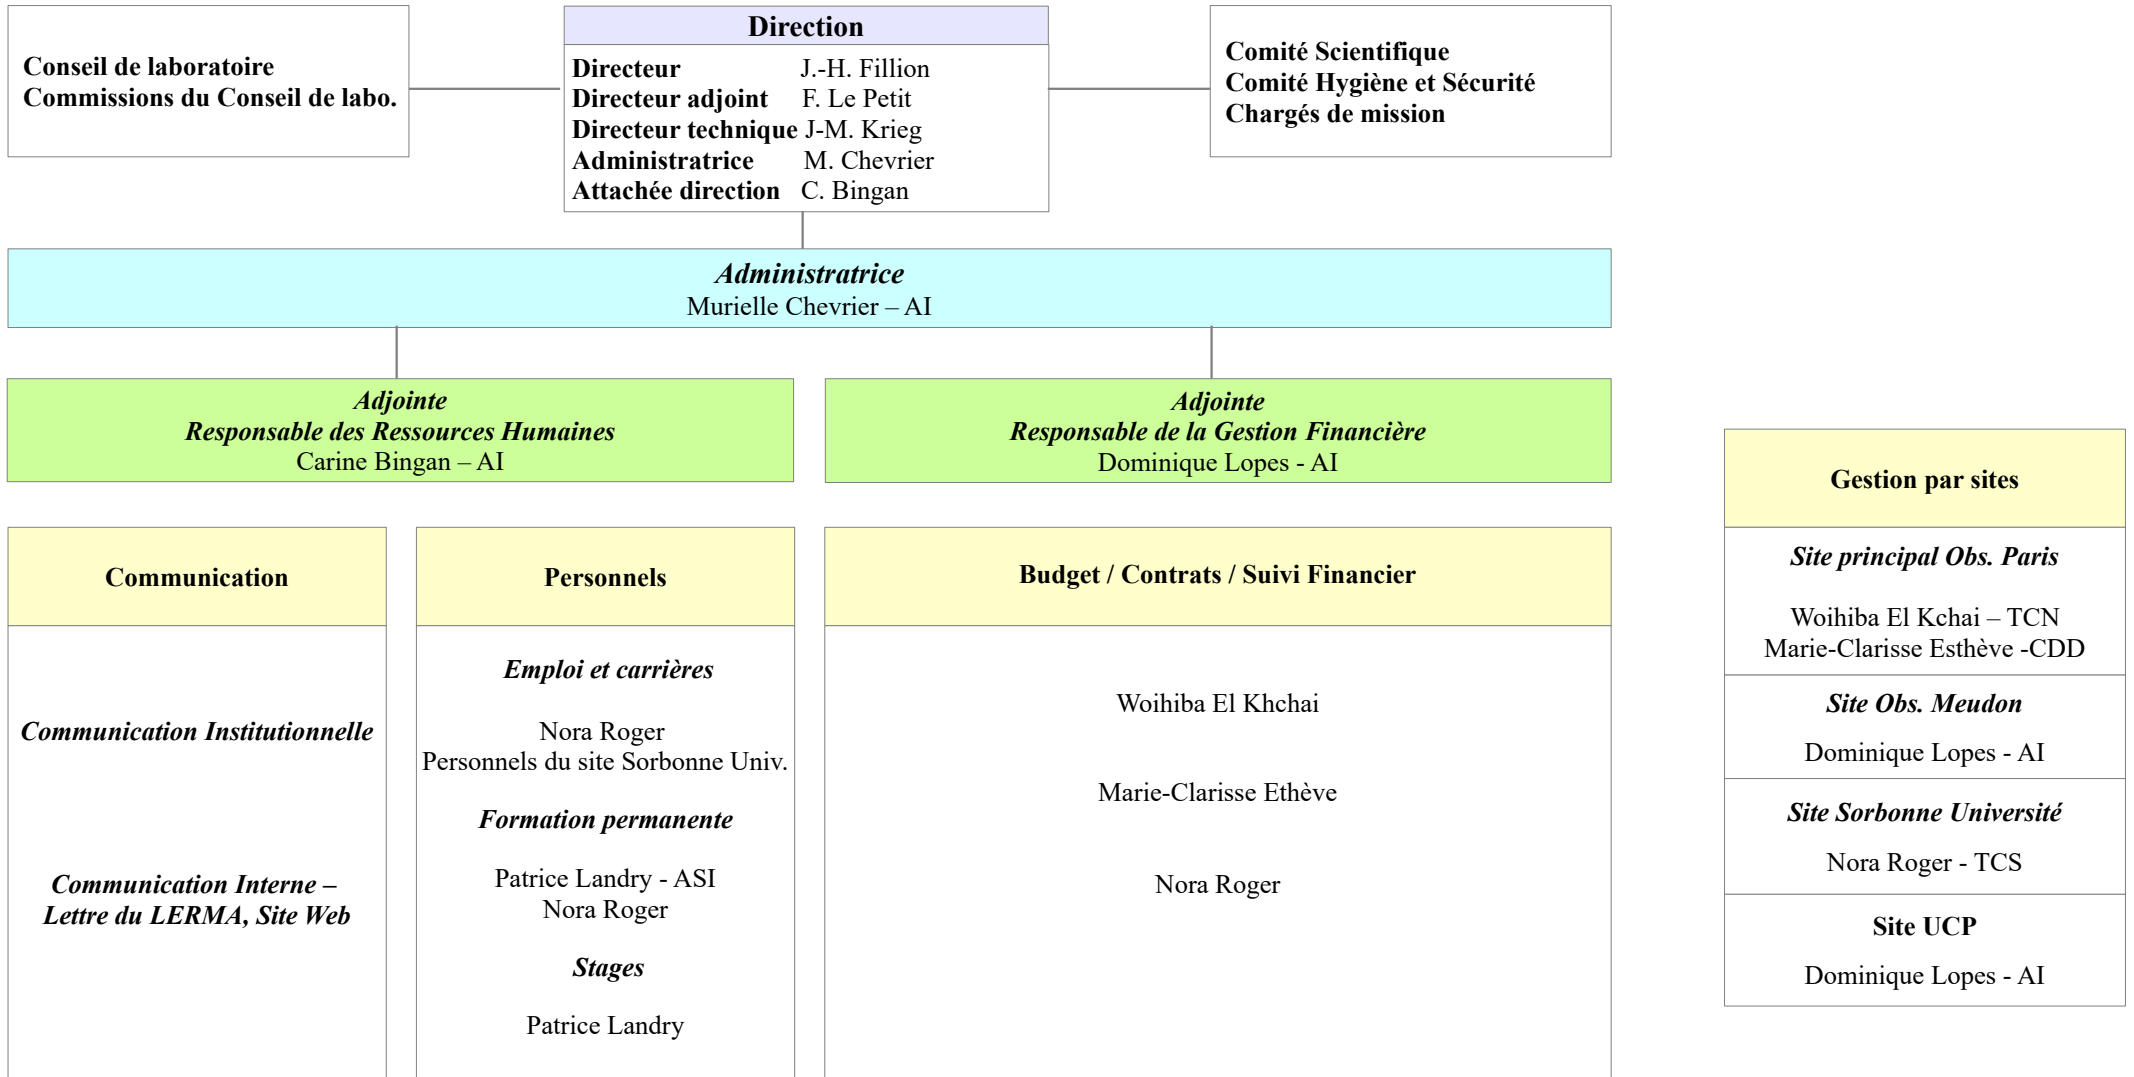 Conseil de laboratoire
Commissions du Conseil de labo.
Direction
Directeur J.-H. Fillion
Directeur adjoint F. Le Petit
Directeur technique J-M. Krieg
Administratrice M. Chevrier
Attachée direction C. Bingan
Comité Scientifique
Comité Hygiène et Sécurité
Chargés de mission
Administratrice
Murielle Chevrier – AI
Adjointe
Responsable des Ressources Humaines
Carine Bingan – AI
Adjointe
Responsable de la Gestion Financière
Dominique Lopes - AI
Communication
Communication Institutionnelle
Communication Interne –
Lettre du LERMA, Site Web
Personnels
Emploi et carrières
Nora Roger
Personnels du site Sorbonne Univ.
Formation permanente
Patrice Landry - ASI
Nora Roger
Stages
Patrice Landry
Budget / Contrats / Suivi Financier
Woihiba El Khchai
Marie-Clarisse Ethève
Nora Roger
Gestion par sites
Site principal Obs. Paris
Woihiba El Kchai – TCN
Marie-Clarisse Esthève -CDD
Site Obs. Meudon
Dominique Lopes - AI
Site Sorbonne Université
Nora Roger - TCS
Site UCP
Dominique Lopes - AI